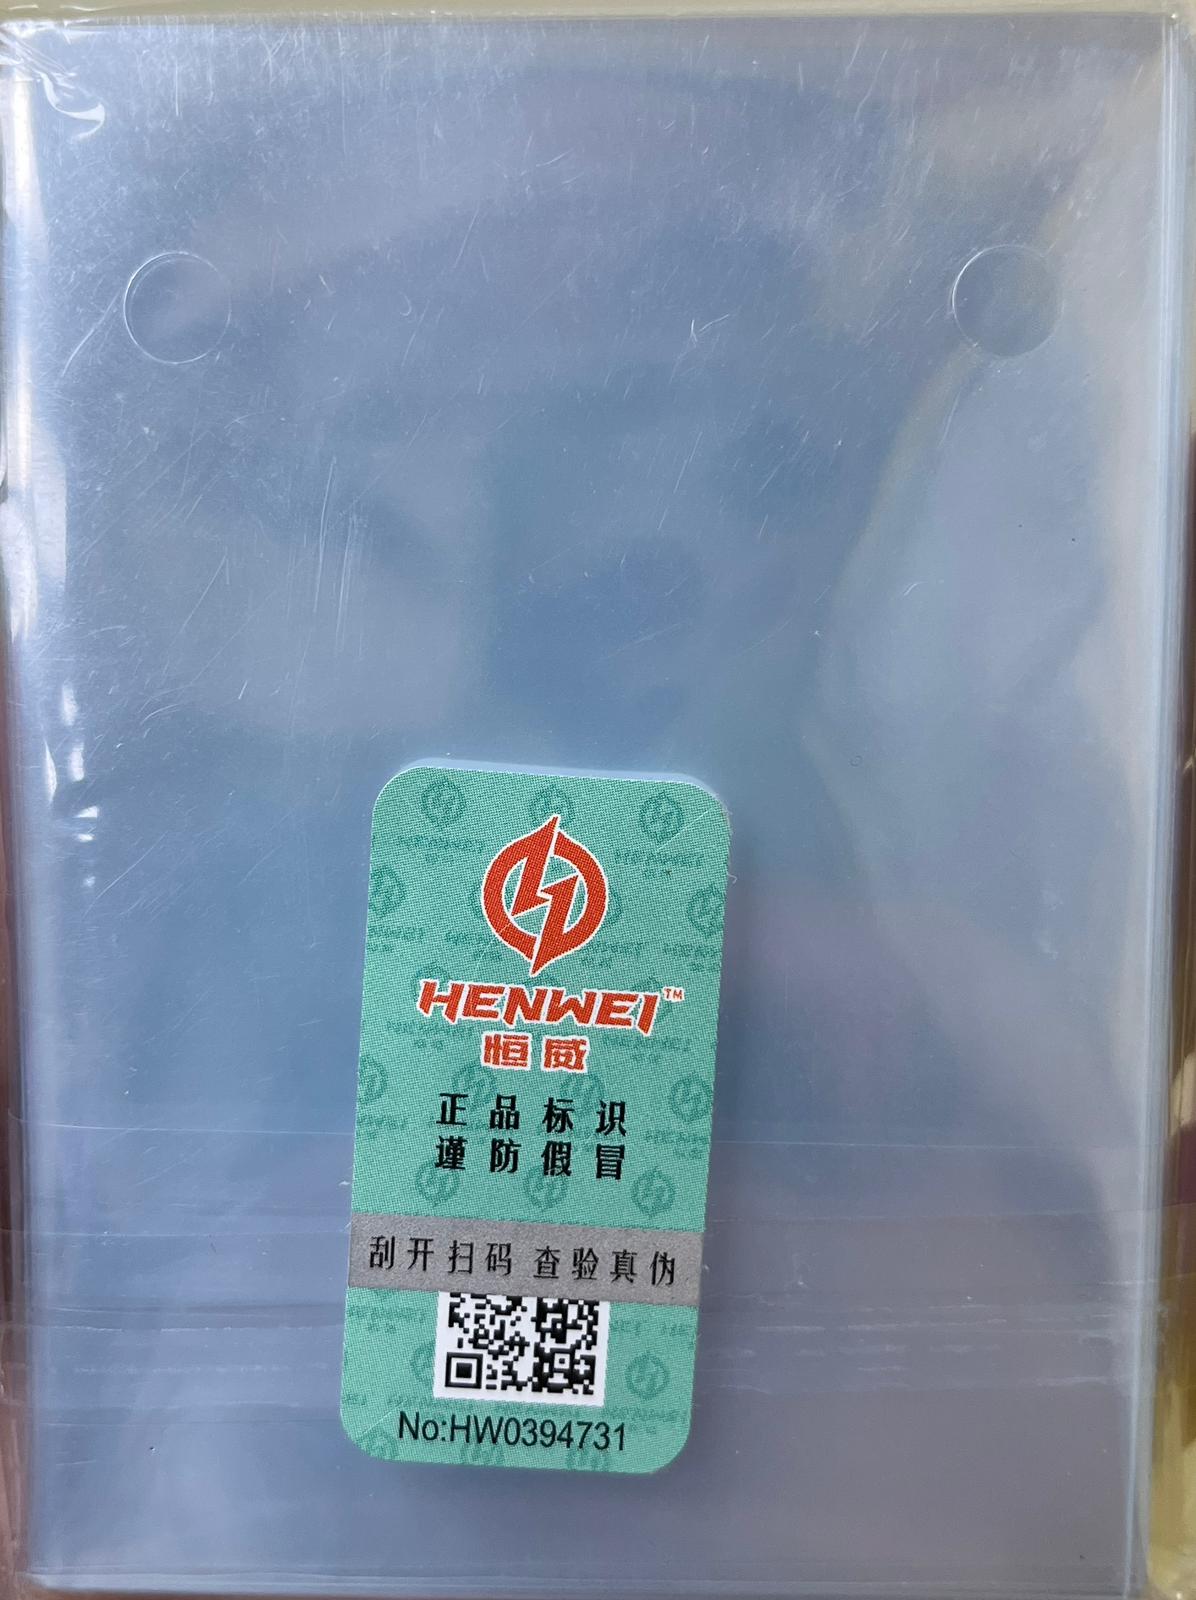 HENWEI™
恒威
正品标识
谨防假冒
刮开扫码 查验真伪
No:HW0394731